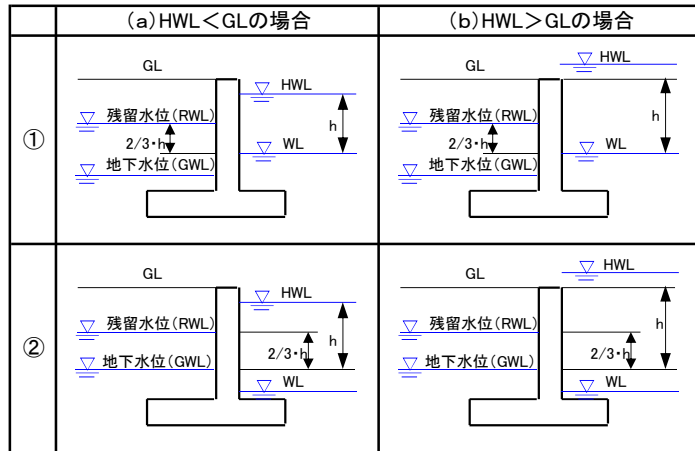 (a)HWL<GLの場合
(b)HWL>GLの場合
①
GL
HWL
残留水位(RWL)
h
2/3・h
WL
地下水位(GWL)
GL
HWL
残留水位(RWL)
h
2/3・h
WL
地下水位(GWL)
②
GL
HWL
残留水位(RWL)
h
2/3・h
地下水位(GWL)
WL
GL
HWL
残留水位(RWL)
h
2/3・h
地下水位(GWL)
WL